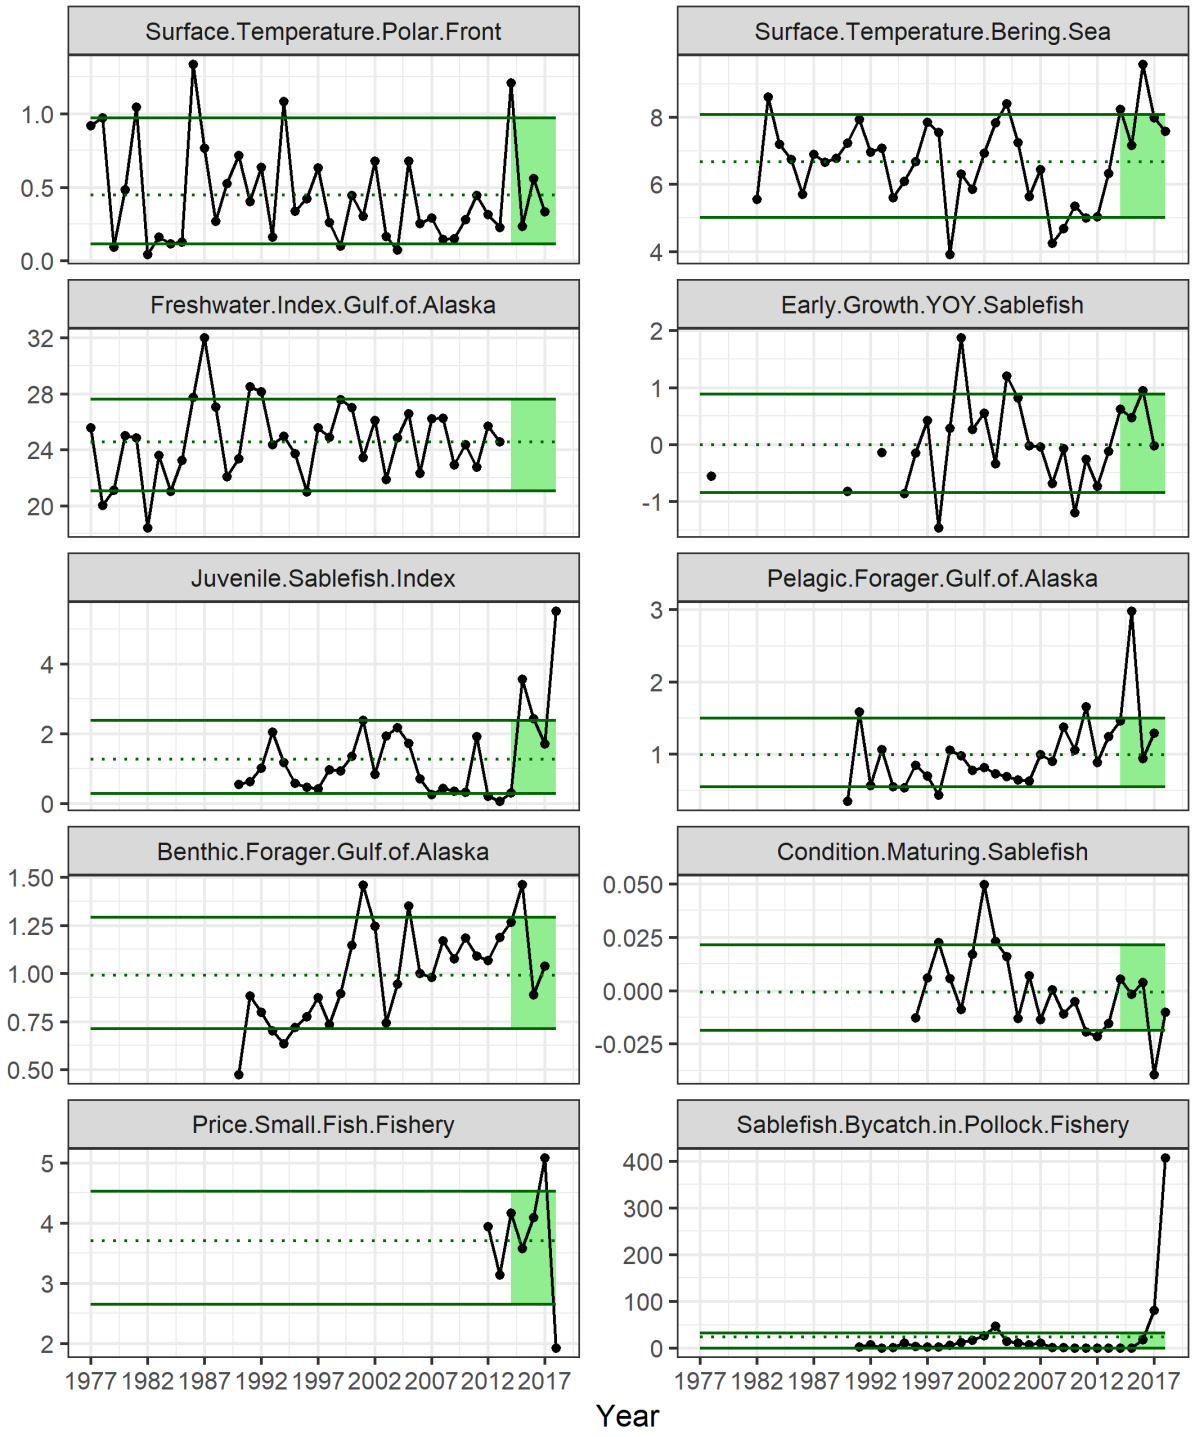 Surface.Temperature.Polar.Front
1.0
0.5
0.0
Surface.Temperature.Bering.Sea
8
6
4
Freshwater.Index.Gulf.of.Alaska
32
28
24
20
Early.Growth.YOY.Sablefish
2
1
0
-1
Juvenile.Sablefish.Index
4
2
0
Pelagic.Forager.Gulf.of.Alaska
3
2
1
Benthic.Forager.Gulf.of.Alaska
1.50
1.25
1.00
0.75
0.50
Condition.Maturing.Sablefish
0.050
0.025
0.000
-0.025
Price.Small.Fish.Fishery
5
4
3
2
1977 1982 1987 1992 1997 2002 2007 2012 2017
Sablefish.Bycatch.in.Pollock.Fishery
400
300
200
100
0
1977 1982 1987 1992 1997 2002 2007 2012 2017
Year